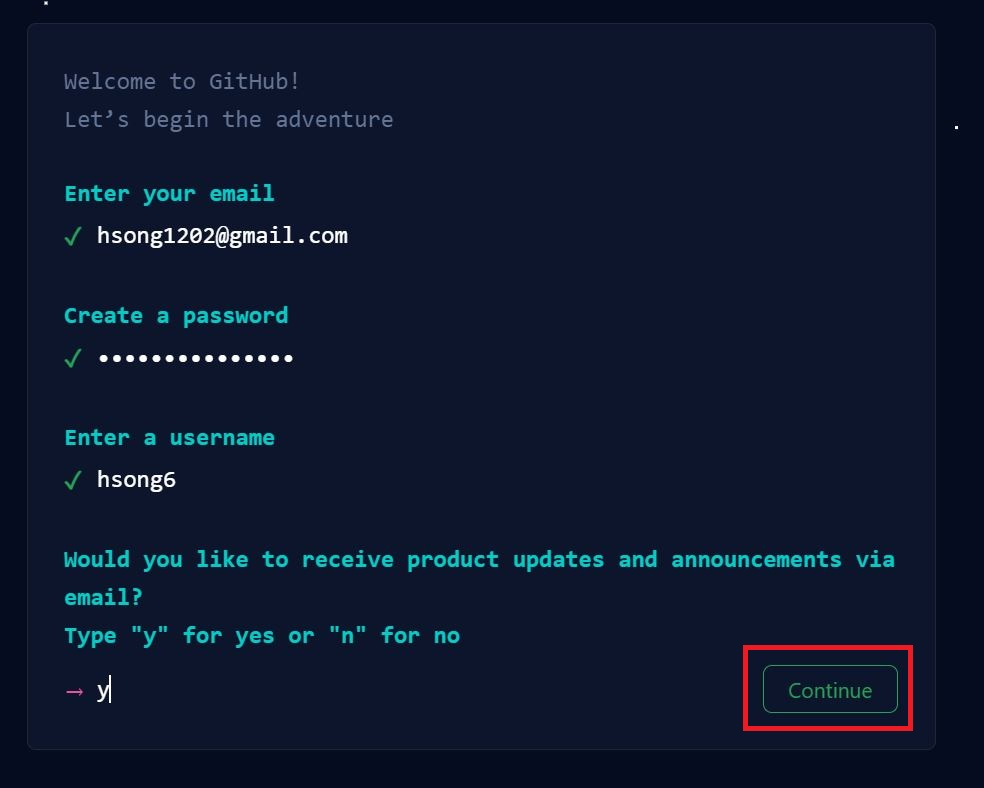 Welcome to GitHub!
Let’s begin the adventure
Enter your email
✓ hsong1202@gmail.com
Create a password
✓ •••••••••••••••
Enter a username
✓ hsong6
Would you like to receive product updates and announcements via
email?
Type "y" for yes or "n" for no
→ y
Continue